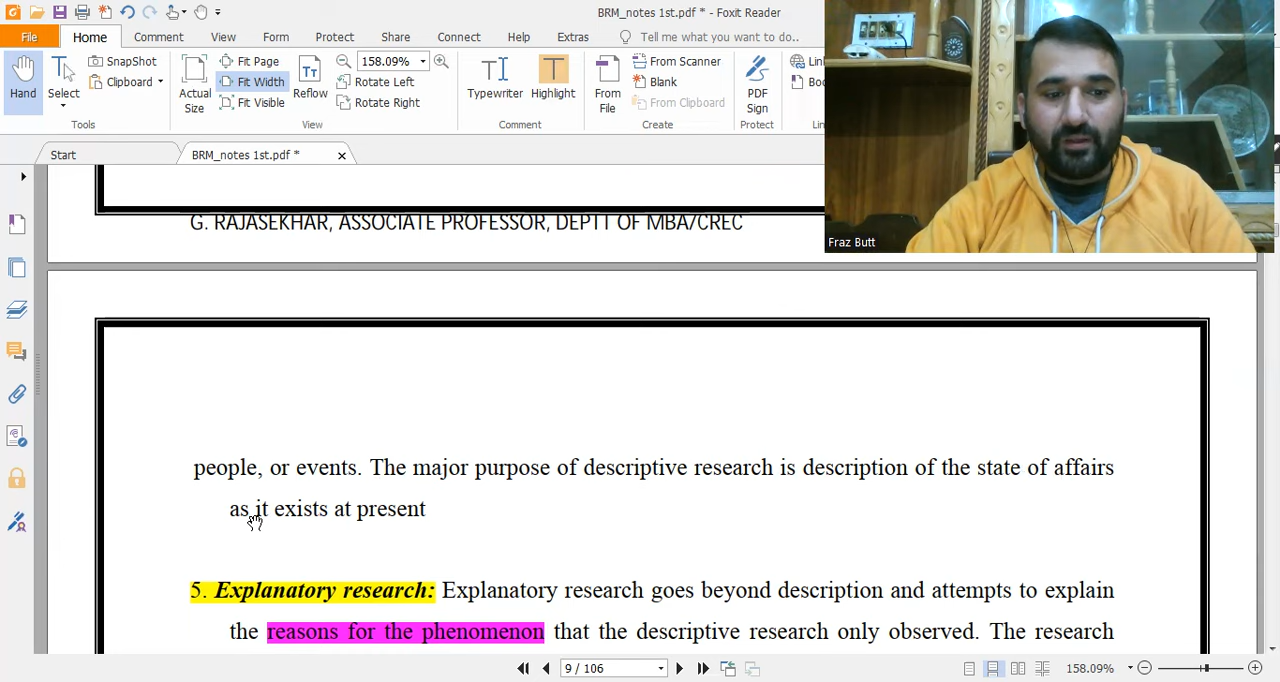 BRM_notes 1st.pdf * - Foxit Reader
File Home Comment View Form Protect Share Connect Help Extras Tell me what you want to do..
Hand
Select
SnapShot
Clipboard
Tools
Actual Size
Fit Page
Fit Width
Fit Visible
Reflow
158.09%
Rotate Left
Rotate Right
View
Typewriter
Highlight
Comment
From File
From Scanner
Blank
From Clipboard
Create
PDF Sign
Protect
Start
BRM_notes 1st.pdf *
Fraz Butt
G. RAJASEKHAR, ASSOCIATE PROFESSOR, DEPTT OF MBA/CREC
people, or events. The major purpose of descriptive research is description of the state of affairs
as it exists at present
5. Explanatory research: Explanatory research goes beyond description and attempts to explain
the reasons for the phenomenon that the descriptive research only observed. The research
9 / 106
158.09%